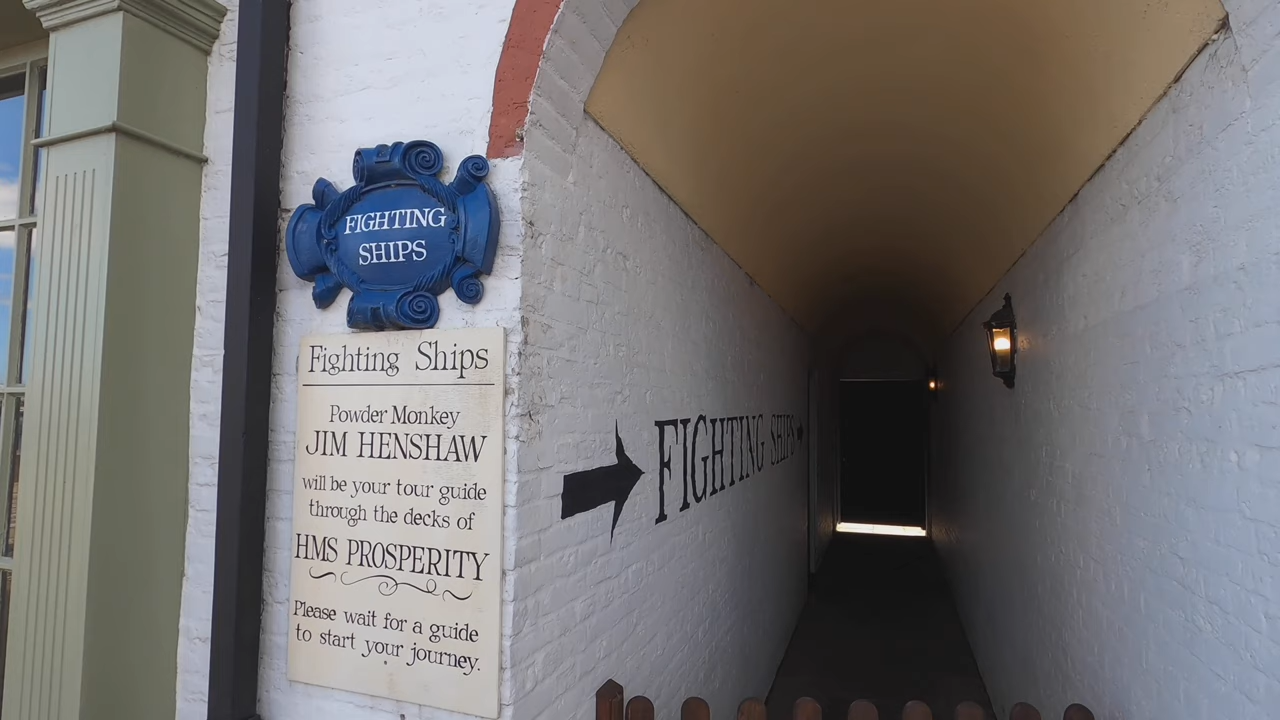 FIGHTING
SHIPS
Fighting Ships
Powder Monkey
JIM HENSHAW
will be your tour guide
through the decks of
HMS PROSPERITY
Please wait for a guide
to start your journey.
FIGHTING SHIPS